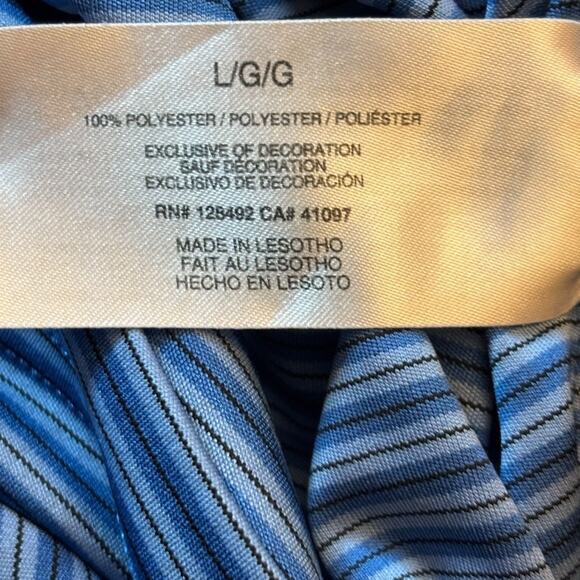 L/G/G
100% POLYESTER / POLYESTER / POLIÉSTER
EXCLUSIVE OF DECORATION
SAUF DÉCORATION
EXCLUSIVO DE DECORACIÓN
RN# 128492 CA# 41097
MADE IN LESOTHO
FAIT AU LESOTHO
HECHO EN LESOTO